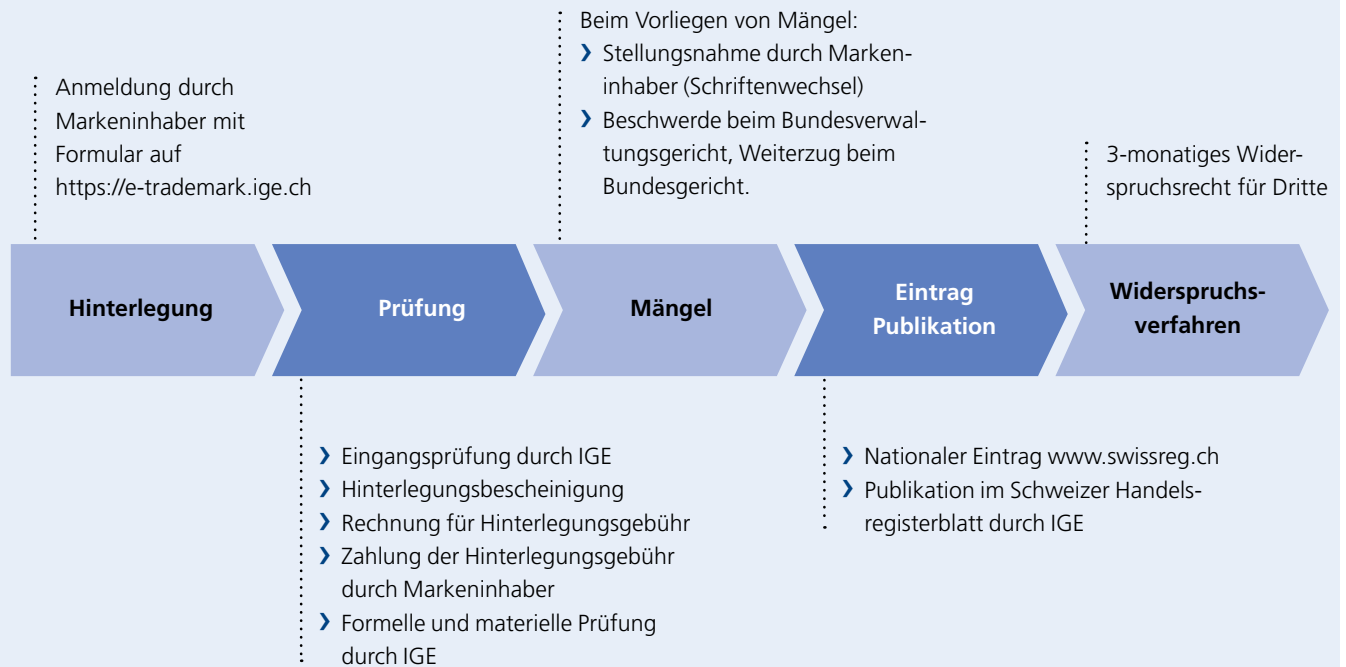 Anmeldung durch
Markeninhaber mit
Formular auf
https://e-trademark.ige.ch
Beim Vorliegen von Mängel:
› Stellungsnahme durch Marken-
inhaber (Schriftenwechsel)
› Beschwerde beim Bundesverwal-
tungsgericht, Weiterzug beim
Bundesgericht.
3-monatiges Wider-
spruchsrecht für Dritte
Hinterlegung
Prüfung
Mängel
Eintrag
Publikation
Widerspruchs-
verfahren
› Eingangsprüfung durch IGE
› Hinterlegungsbescheinigung
› Rechnung für Hinterlegungsgebühr
› Zahlung der Hinterlegungsgebühr
durch Markeninhaber
› Formelle und materielle Prüfung
durch IGE
› Nationaler Eintrag www.swissreg.ch
› Publikation im Schweizer Handels-
registerblatt durch IGE